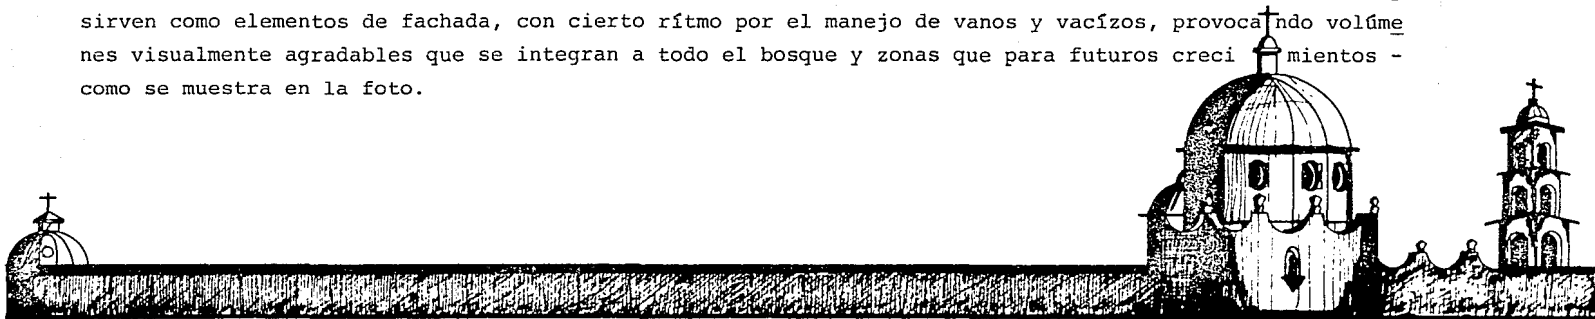 sirven como elementos de fachada, con cierto rítmo por el manejo de vanos y vacízos, provocando volúme
nes visualmente agradables que se integran a todo el bosque y zonas que para futuros creci mientos -
como se muestra en la foto.